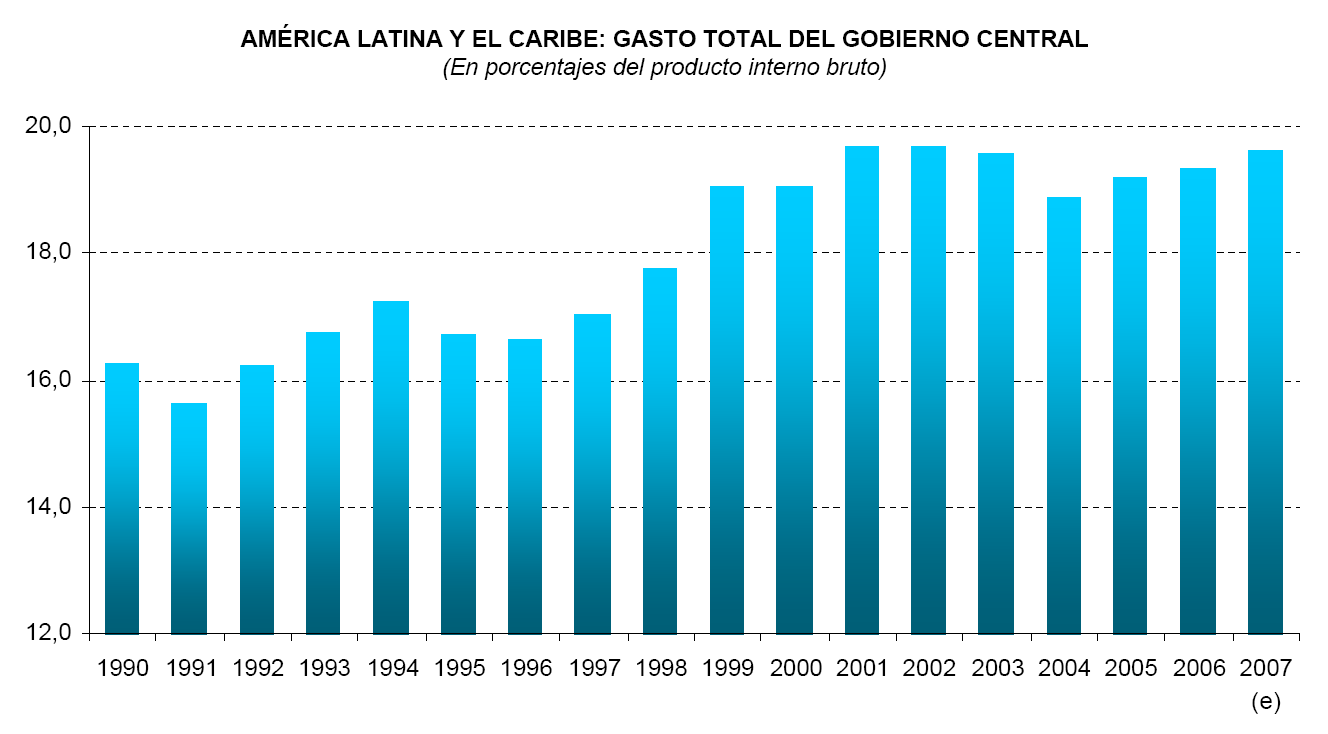 AMÉRICA LATINA Y EL CARIBE: GASTO TOTAL DEL GOBIERNO CENTRAL
(En porcentajes del producto interno bruto)
20,0
18,0
16,0
14,0
12,0
1990 1991 1992 1993 1994 1995 1996 1997 1998 1999 2000 2001 2002 2003 2004 2005 2006 2007
(e)